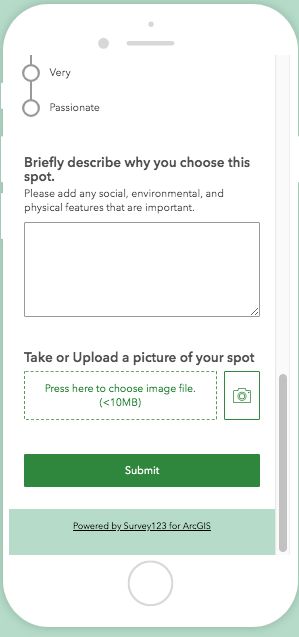 Very
Passionate
Briefly describe why you choose this
spot.
Please add any social, environmental, and
physical features that are important.
Take or Upload a picture of your spot
Press here to choose image file.
(<10MB)
Submit
Powered by Survey123 for ArcGIS